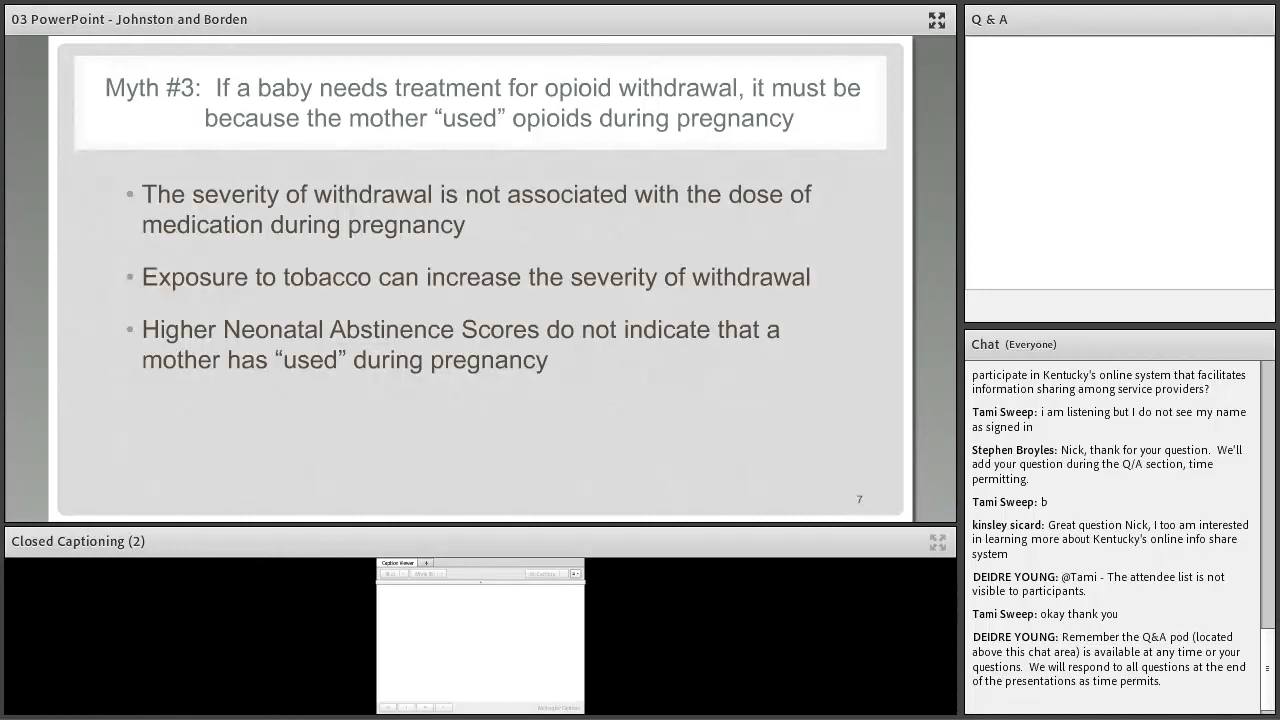 03 PowerPoint - Johnston and Borden
Myth #3: If a baby needs treatment for opioid withdrawal, it must be
because the mother “used” opioids during pregnancy
• The severity of withdrawal is not associated with the dose of
medication during pregnancy
• Exposure to tobacco can increase the severity of withdrawal
• Higher Neonatal Abstinence Scores do not indicate that a
mother has “used” during pregnancy
7
Closed Captioning (2)
Caption Viewer
Q & A
Chat (Everyone)
participate in Kentucky's online system that facilitates
information sharing among service providers?
Tami Sweep: i am listening but I do not see my name
as signed in
Stephen Broyles: Nick, thank for your question. We'll
add your question during the Q/A section, time
permitting.
Tami Sweep: b
kinsley sicard: Great question Nick, I too am interested
in learning more about Kentucky's online info share
system
DEIDRE YOUNG: @Tami - The attendee list is not
visible to participants.
Tami Sweep: okay thank you
DEIDRE YOUNG: Remember the Q&A pod (located
above this chat area) is available at any time or your
questions. We will respond to all questions at the end
of the presentations as time permits.